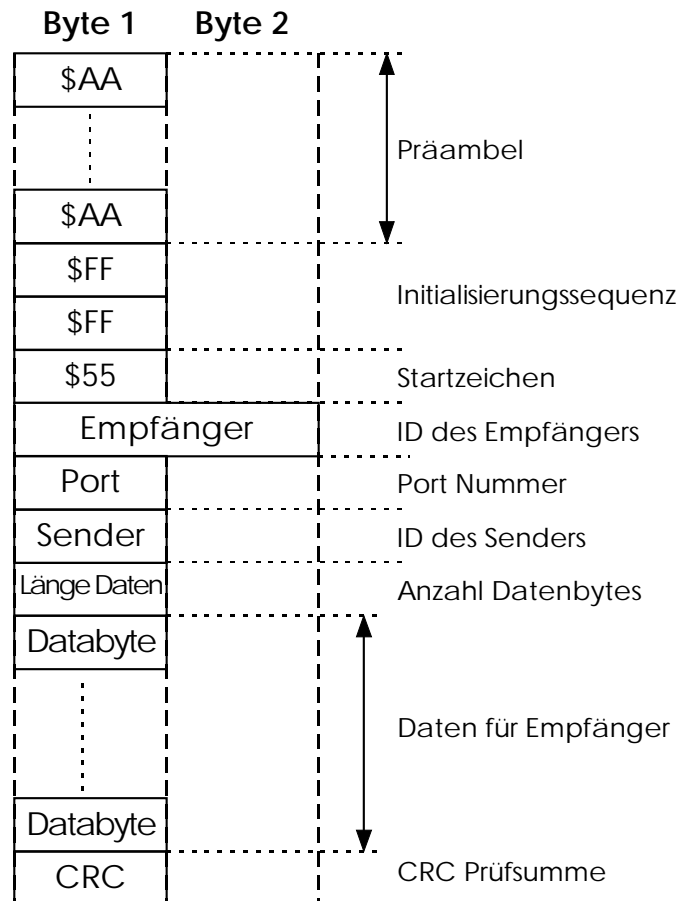 Byte 1 Byte 2
$AA
Präambel
$AA
$FF
Initialisierungssequenz
$FF
$55 Startzeichen
Empfänger ID des Empfängers
Port Port Nummer
Sender ID des Senders
Länge Daten Anzahl Datenbytes
Databyte
Daten für Empfänger
Databyte
CRC CRC Prüfsumme